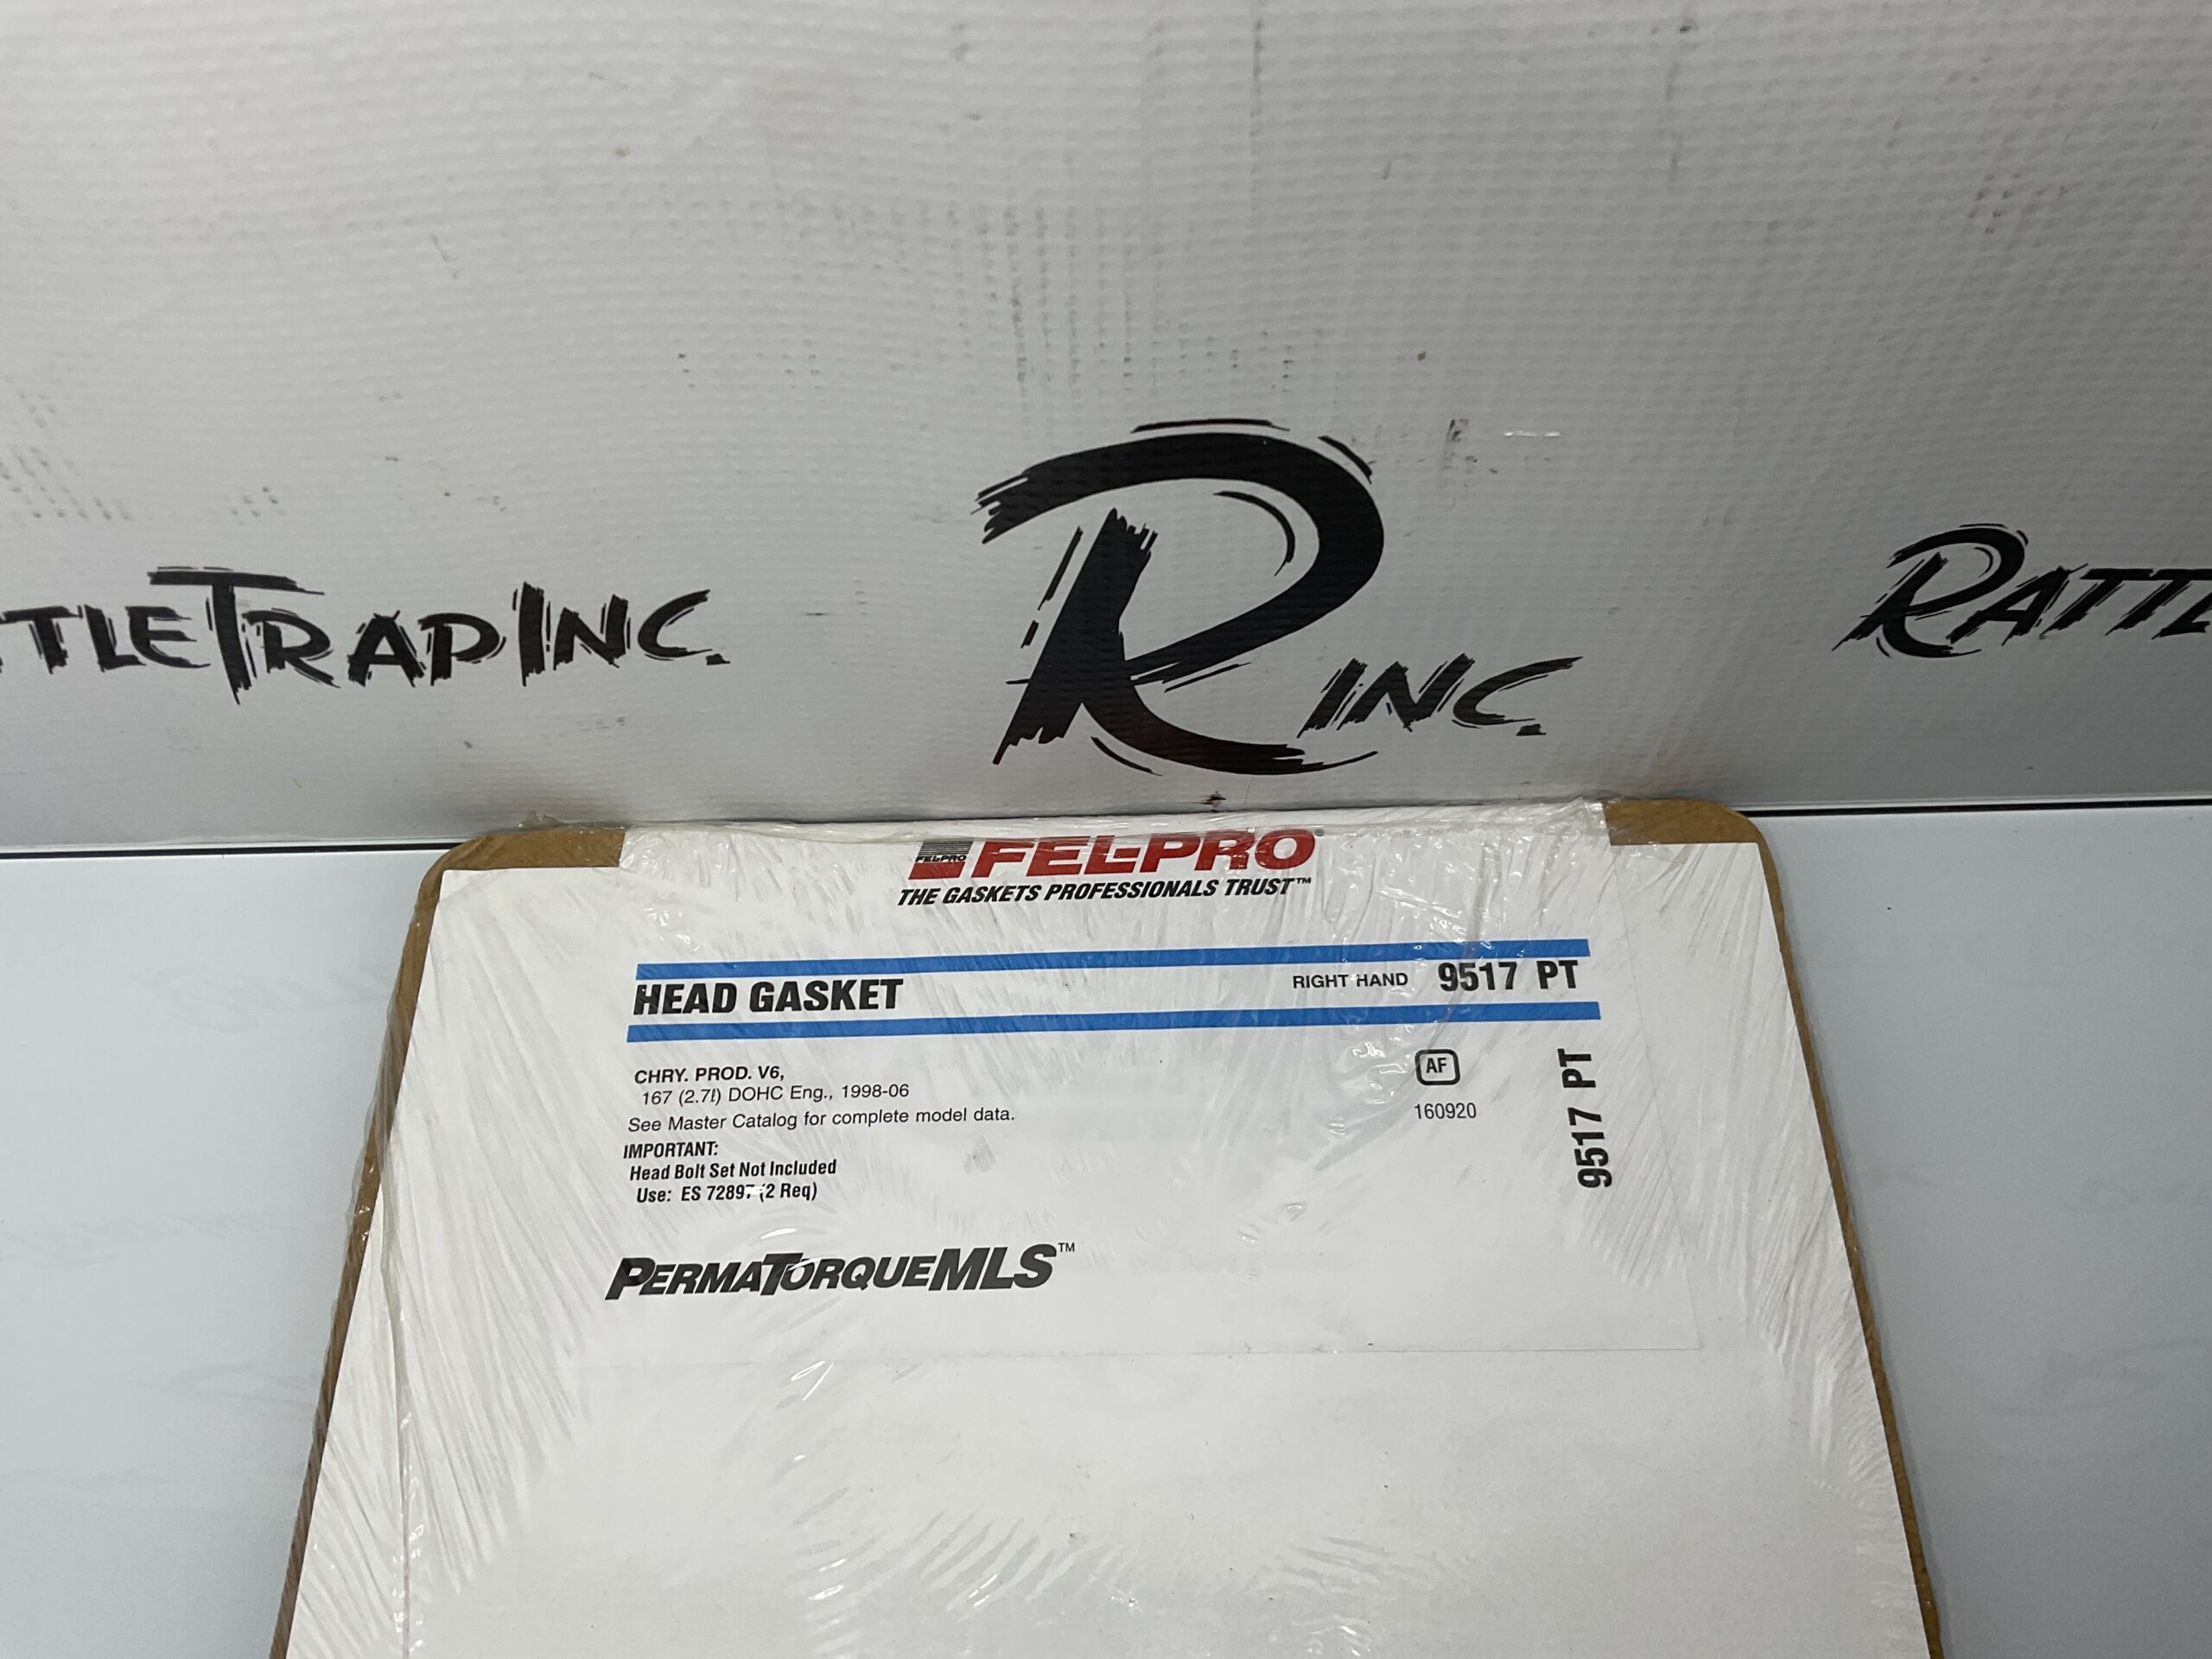 TTLETRAPINC.
R INC.
RATTL
FEL-PRO
FEL-PRO
THE GASKETS PROFESSIONALS TRUST™
HEAD GASKET
RIGHT HAND 9517 PT
CHRY. PROD. V6,
167 (2.7l) DOHC Eng., 1998-06
See Master Catalog for complete model data.
IMPORTANT:
Head Bolt Set Not Included
Use: ES 72897 (2 Req)
AF
160920
9517 PT
PERMATORQUEMLS™